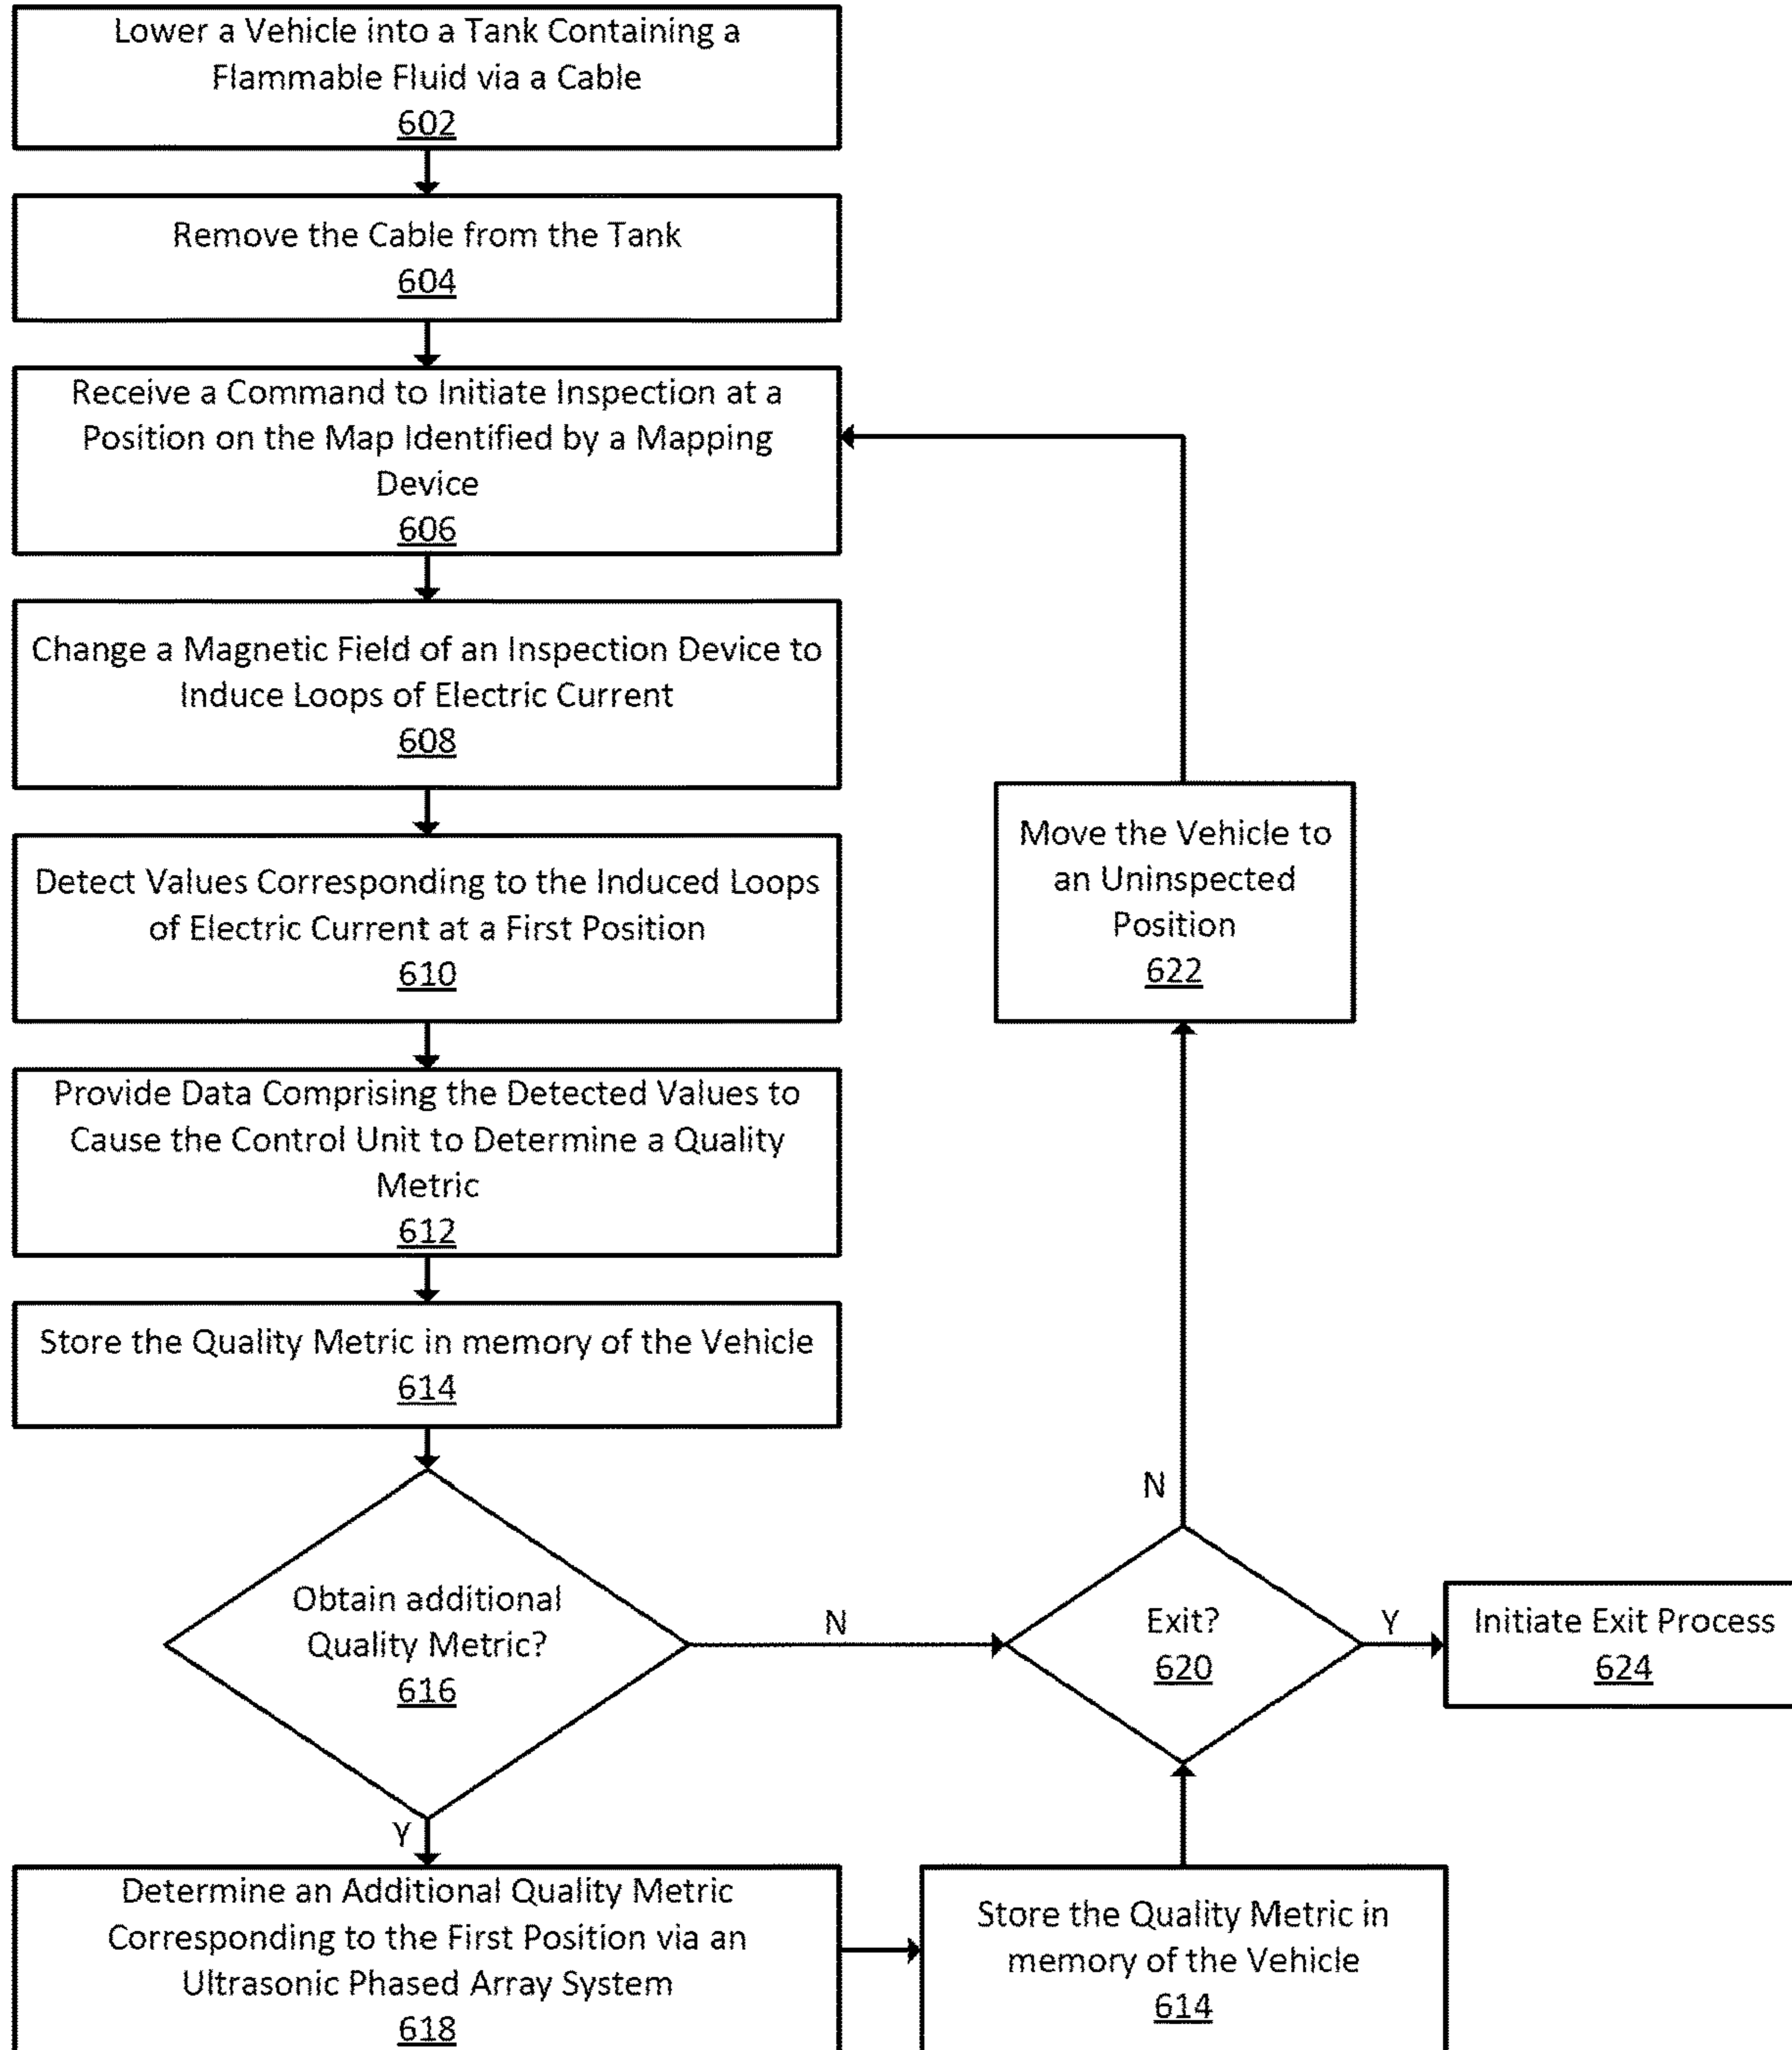 Lower a Vehicle into a Tank Containing a
Flammable Fluid via a Cable
602
Remove the Cable from the Tank
604
Receive a Command to Initiate Inspection at a
Position on the Map Identified by a Mapping
Device
606
Change a Magnetic Field of an Inspection Device to
Induce Loops of Electric Current
608
Detect Values Corresponding to the Induced Loops
of Electric Current at a First Position
610
Move the Vehicle to
an Uninspected
Position
622
Provide Data Comprising the Detected Values to
Cause the Control Unit to Determine a Quality
Metric
612
Store the Quality Metric in memory of the Vehicle
614
N
Obtain additional
Quality Metric?
616
N
Exit?
620
Y
Initiate Exit Process
624
Y
Determine an Additional Quality Metric
Corresponding to the First Position via an
Ultrasonic Phased Array System
618
Store the Quality Metric in
memory of the Vehicle
614